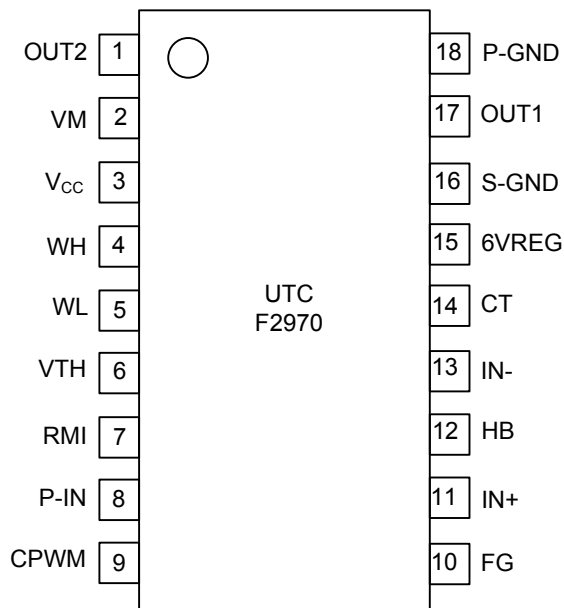 OUT2 1 18 P-GND
VM 2 17 OUT1
VCC 3 16 S-GND
WH 4 15 6VREG
WL 5 14 CT
UTC
F2970
VTH 6 13 IN-
RMI 7 12 HB
P-IN 8 11 IN+
CPWM 9 10 FG